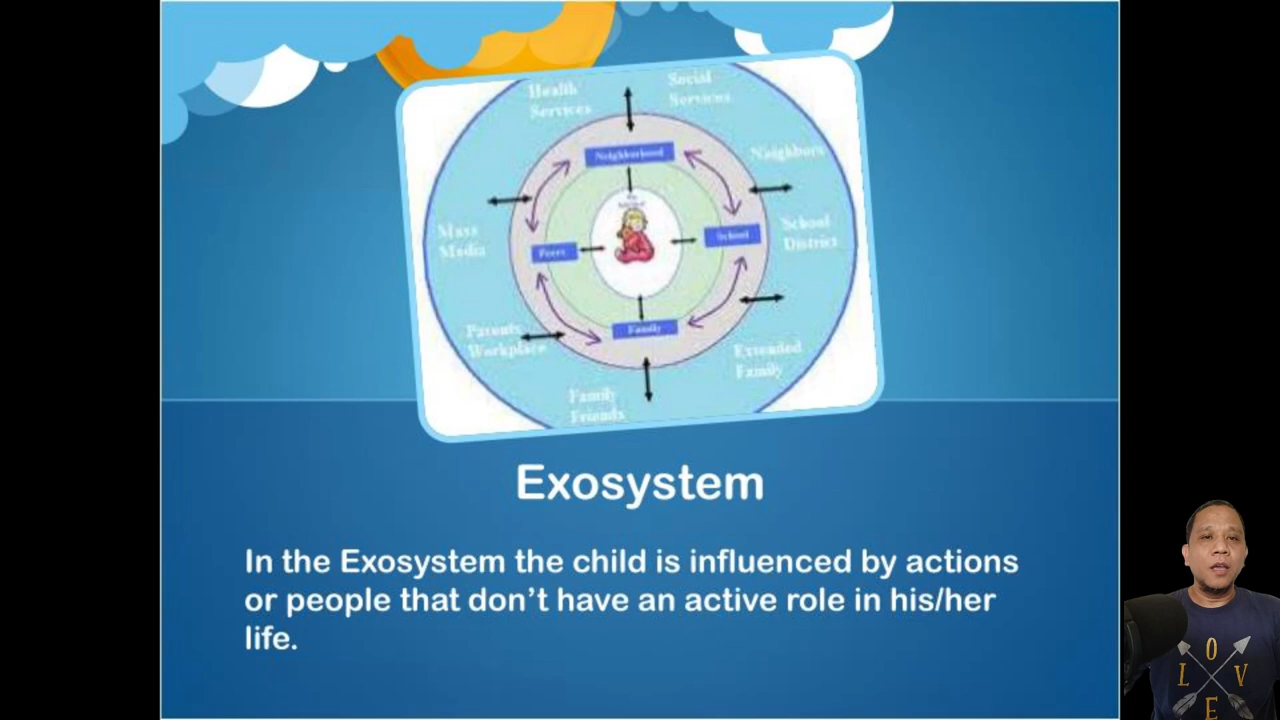 Health
Services
Social
Services
Neighborhood
Neighbors
Mass
Media
Peers
School
School
District
Family
Parents
Workplace
Extended
Family
Family
Friends
Exosystem
In the Exosystem the child is influenced by actions
or people that don’t have an active role in his/her
life.
O
L V
E